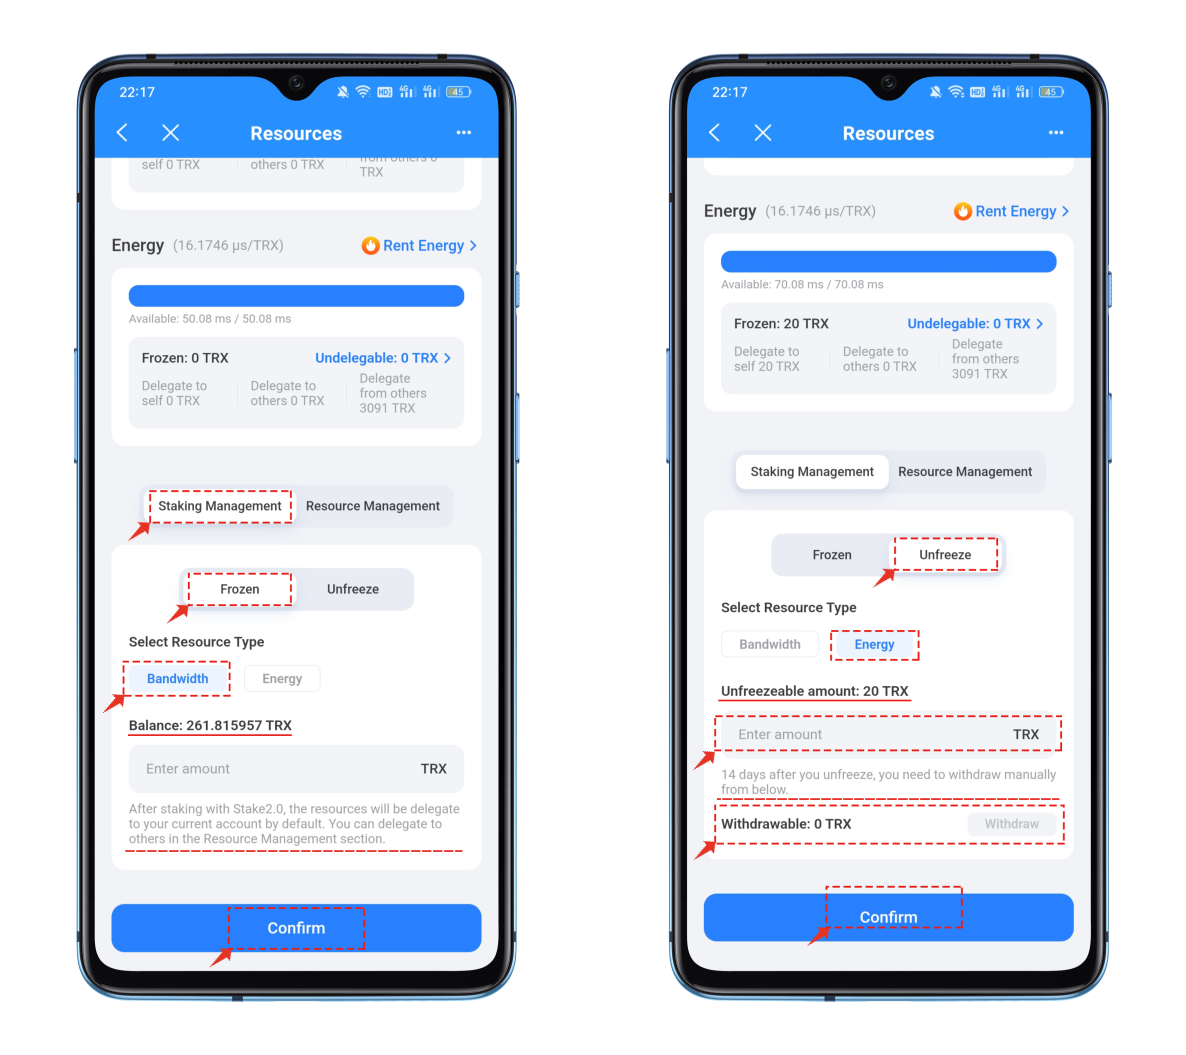 22:17
45
Resources
self 0 TRX
others 0 TRX
from others 0
TRX
Energy (16.1746 μs/TRX)
Rent Energy >
Available: 50.08 ms / 50.08 ms
Frozen: 0 TRX
Undelegable: 0 TRX >
Delegate to
self 0 TRX
Delegate to
others 0 TRX
Delegate
from others
3091 TRX
Staking Management
Resource Management
Frozen
Unfreeze
Select Resource Type
Bandwidth
Energy
Balance: 261.815957 TRX
Enter amount
TRX
After staking with Stake2.0, the resources will be delegate
to your current account by default. You can delegate to
others in the Resource Management section.
Confirm
22:17
45
Resources
Energy (16.1746 μs/TRX)
Rent Energy >
Available: 70.08 ms / 70.08 ms
Frozen: 20 TRX
Undelegable: 0 TRX >
Delegate to
self 20 TRX
Delegate to
others 0 TRX
Delegate
from others
3091 TRX
Staking Management
Resource Management
Frozen
Unfreeze
Select Resource Type
Bandwidth
Energy
Unfreezeable amount: 20 TRX
Enter amount
TRX
14 days after you unfreeze, you need to withdraw manually
from below.
Withdrawable: 0 TRX
Withdraw
Confirm